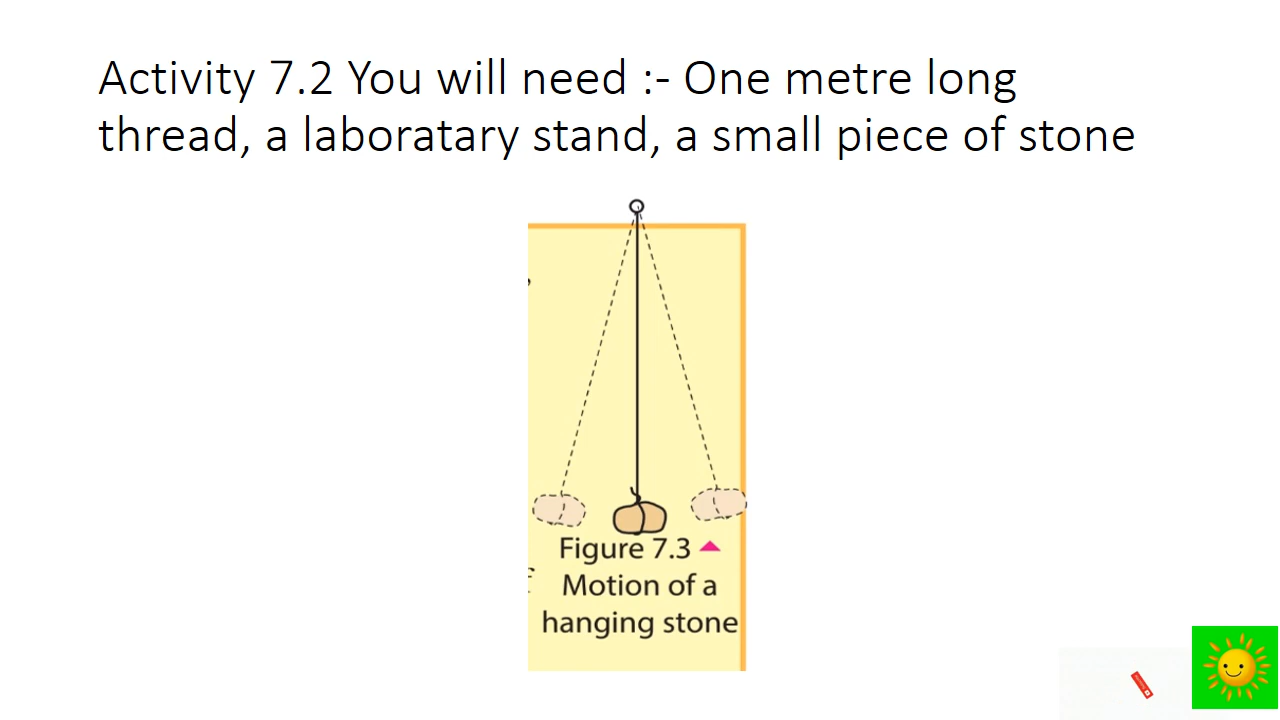 Activity 7.2 You will need :- One metre long
thread, a laboratary stand, a small piece of stone
Figure 7.3
Motion of a
hanging stone